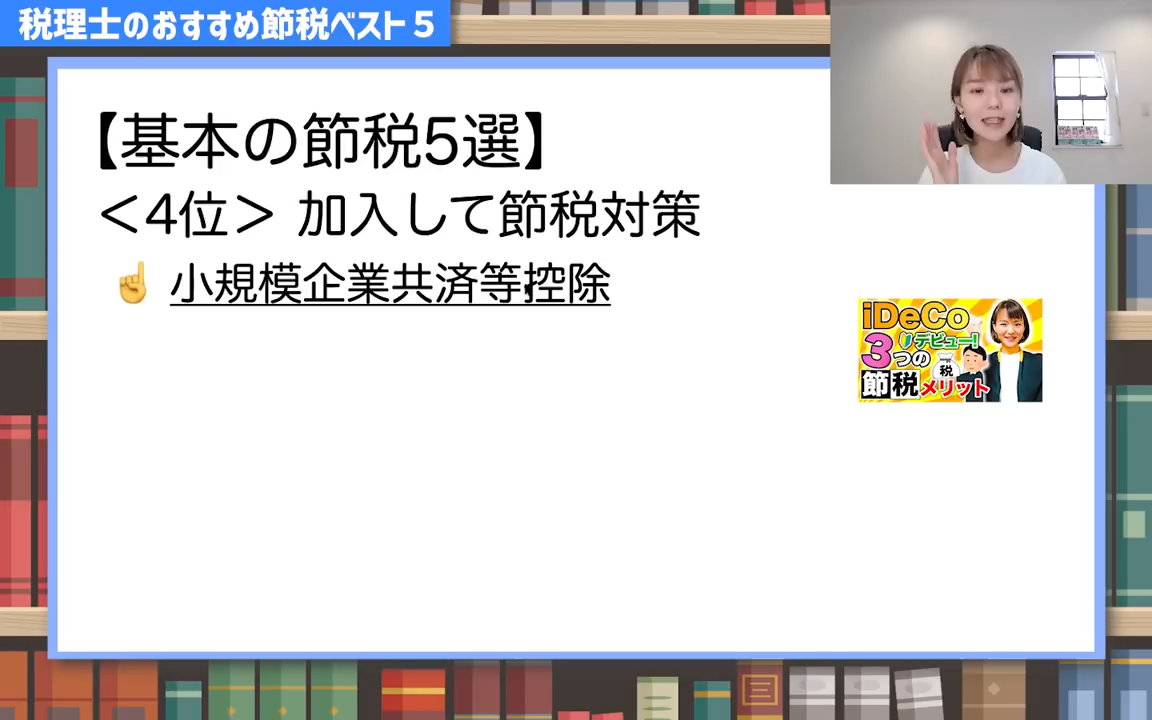 税理士のおすすめ節税ベスト5
【基本の節税5選】
＜4位＞ 加入して節税対策
☝️ 小規模企業共済等控除
iDeCo
デビュー!
3つの
税
節税メリット